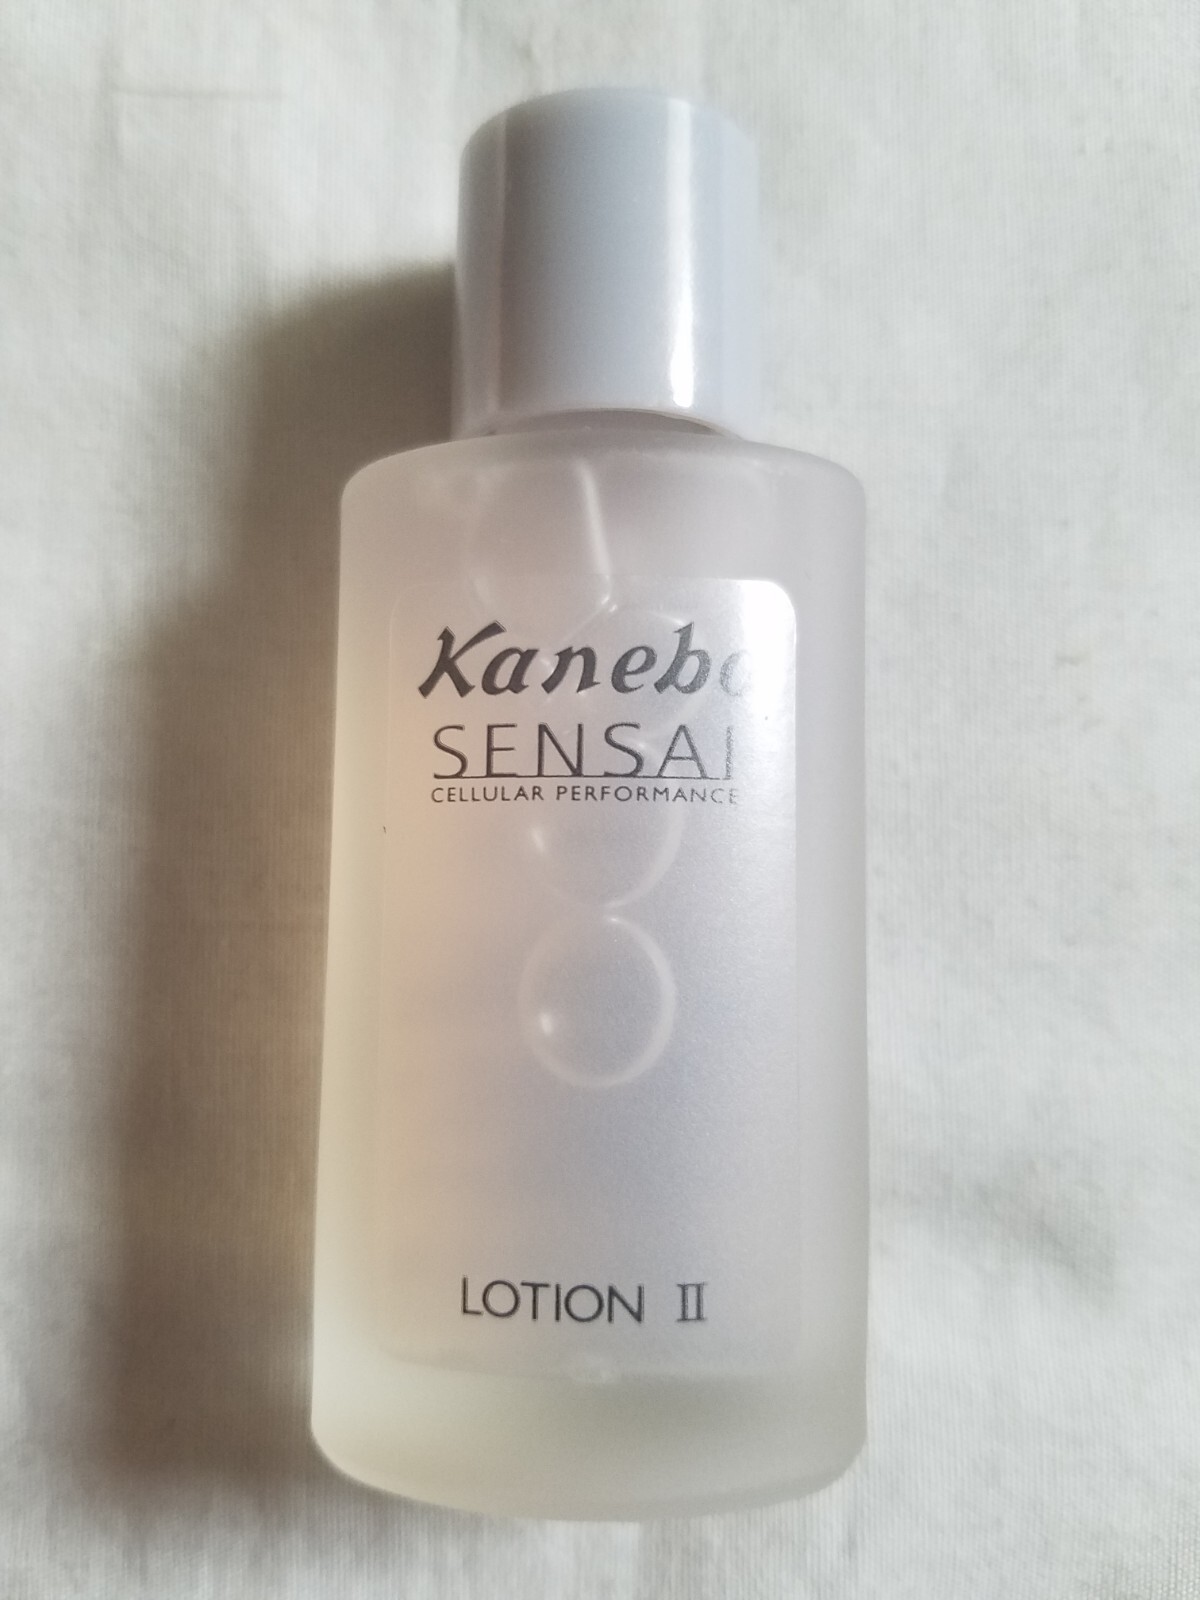 Kanebo
SENSAI
CELLULAR PERFORMANCE
LOTION II